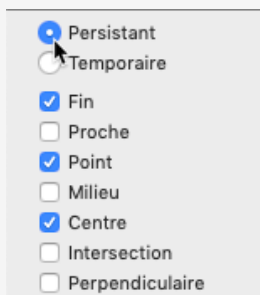 Persistant
Temporaire
Fin
Proche
Point
Milieu
Centre
Intersection
Perpendiculaire